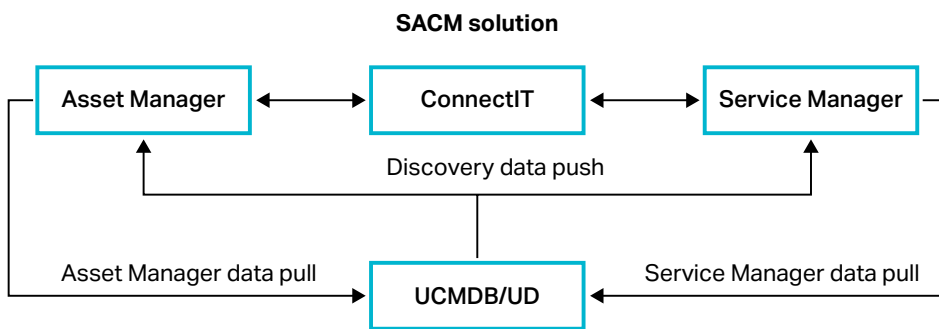 SACM solution
Asset Manager
ConnectIT
Service Manager
Discovery data push
Asset Manager data pull
Service Manager data pull
UCMDB/UD